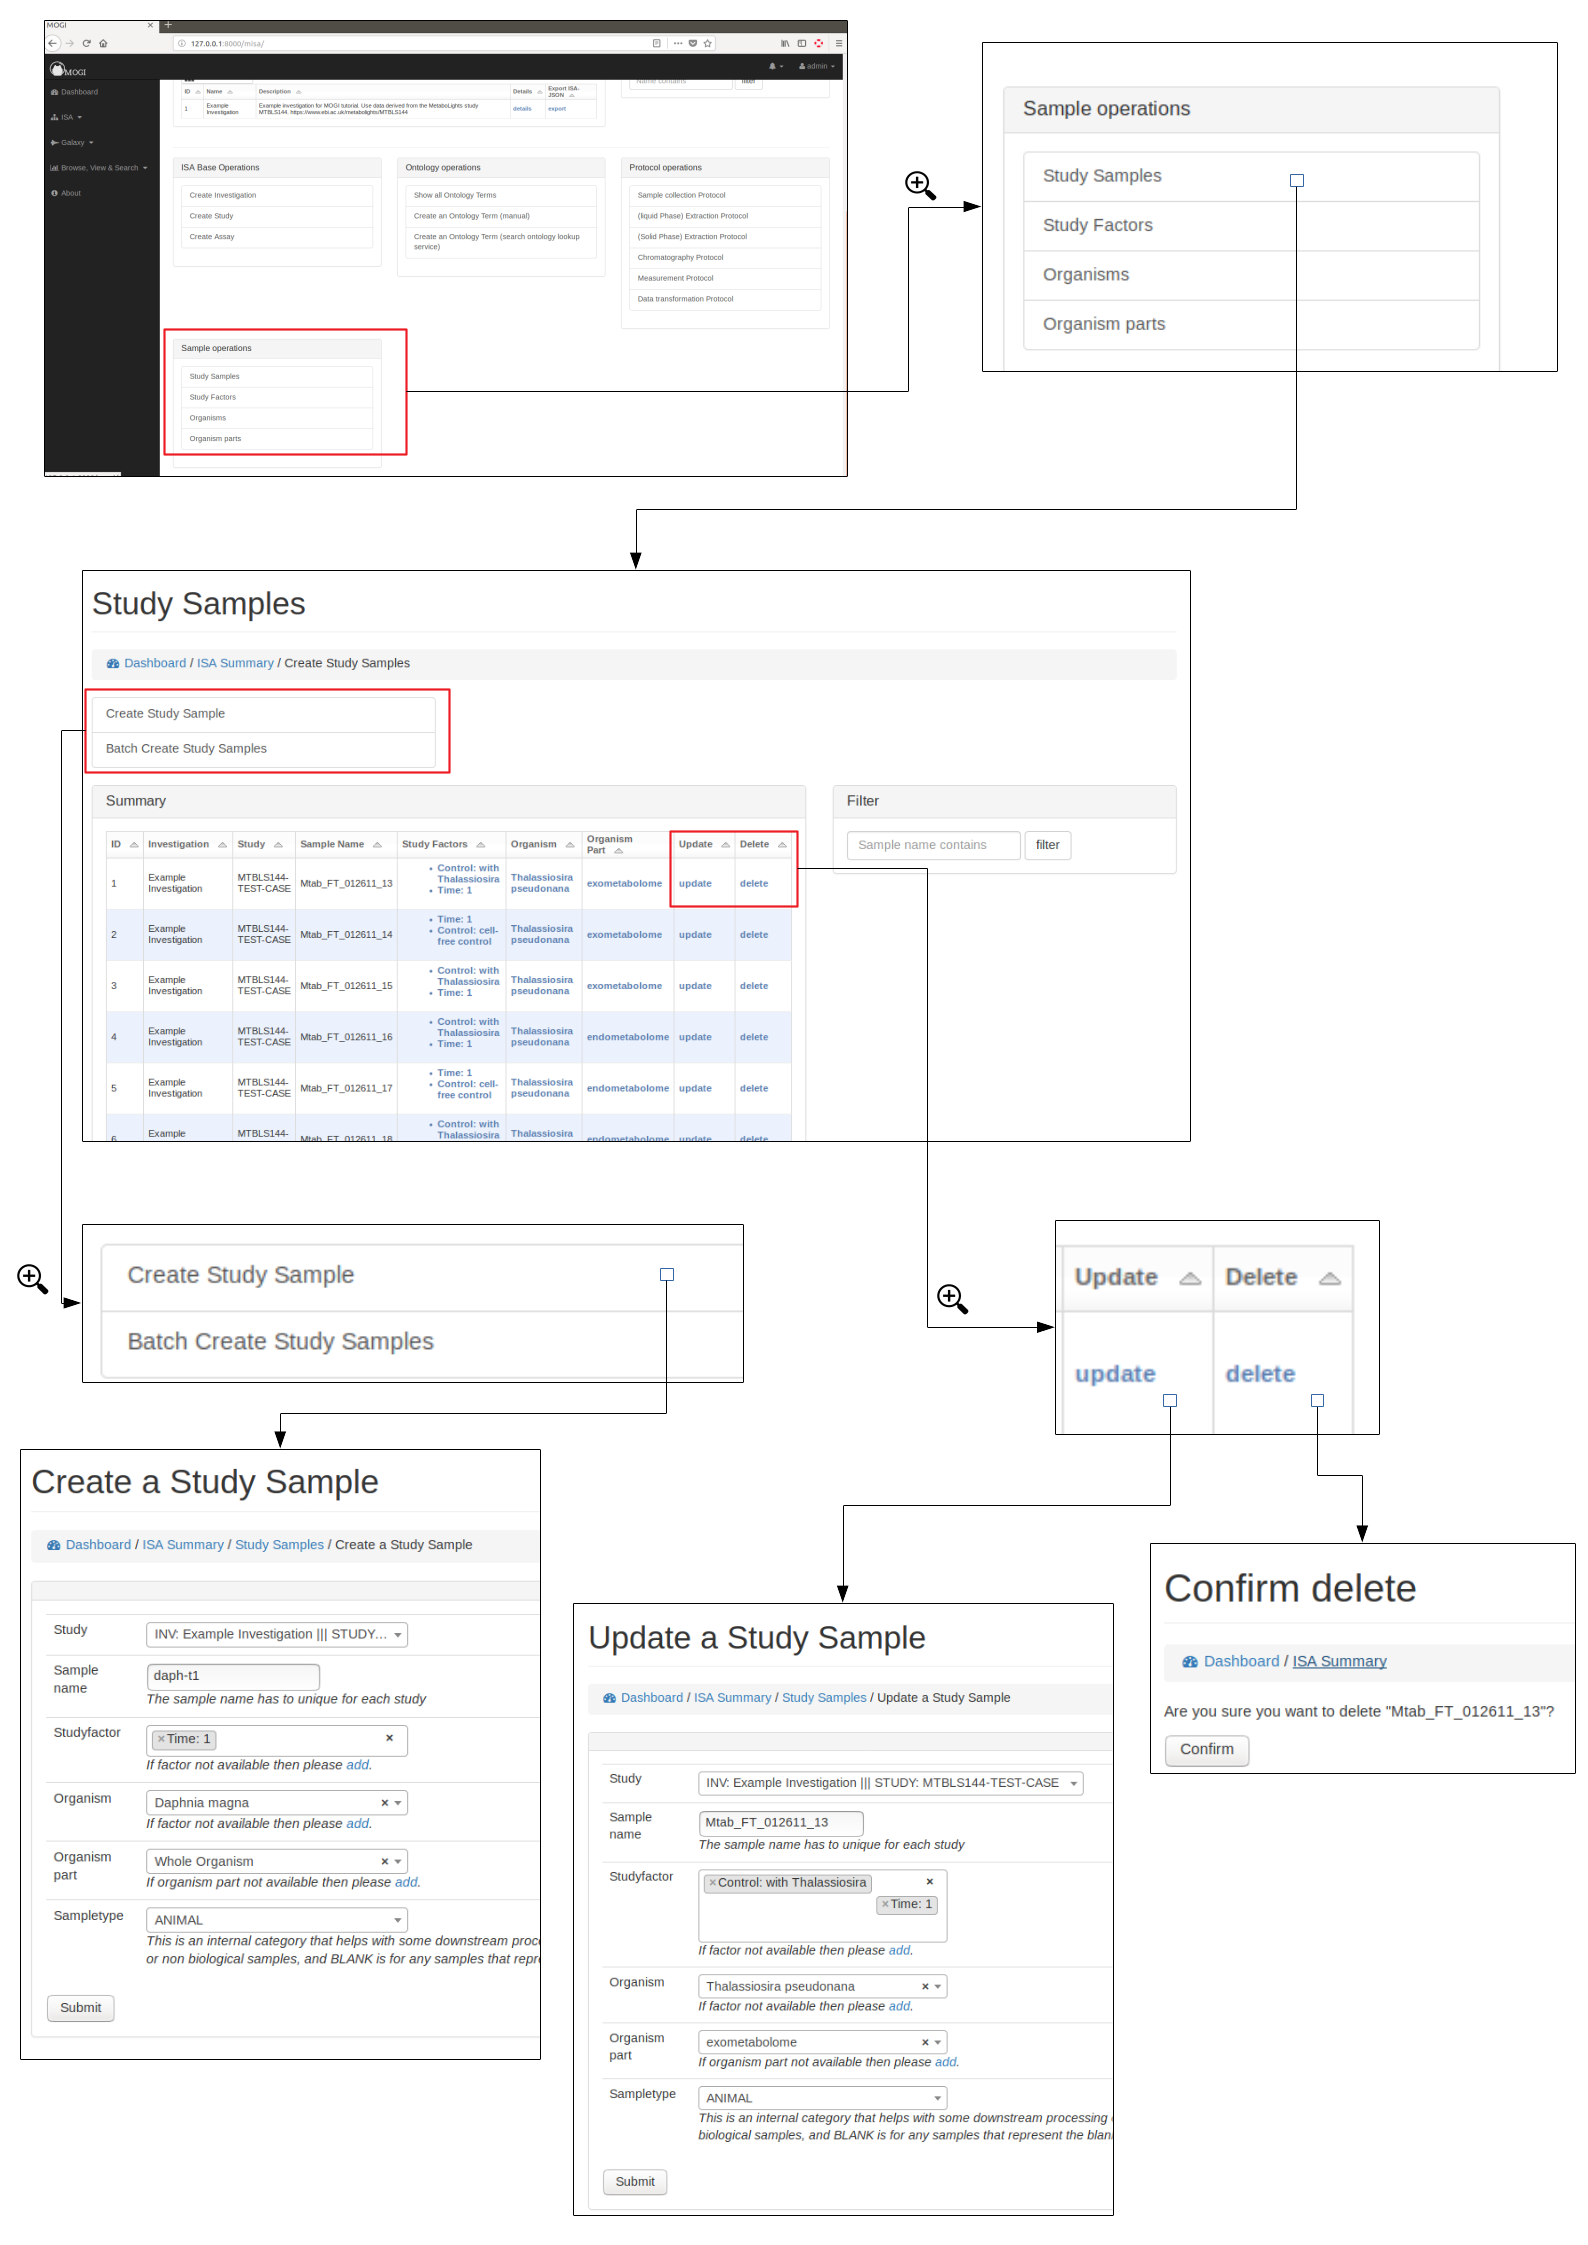 MOGI
127.0.0.1:8000/misa/
MOGI
admin
Dashboard
ISA
Galaxy
Browse, View & Search
About
Name contains
filter
ID Name Description Details Export ISA-JSON
1 Example Investigation Example investigation for MOGI tutorial. Use data derived from the MetaboLights study MTBLS144. https://www.ebi.ac.uk/metabolights/MTBLS144 details export
ISA Base Operations
Create Investigation
Create Study
Create Assay
Ontology operations
Show all Ontology Terms
Create an Ontology Term (manual)
Create an Ontology Term (search ontology lookup
service)
Protocol operations
Sample collection Protocol
(liquid Phase) Extraction Protocol
(Solid Phase) Extraction Protocol
Chromatography Protocol
Measurement Protocol
Data transformation Protocol
Sample operations
Study Samples
Study Factors
Organisms
Organism parts
Sample operations
Study Samples
Study Factors
Organisms
Organism parts
Study Samples
Dashboard / ISA Summary / Create Study Samples
Create Study Sample
Batch Create Study Samples
Summary
ID Investigation Study Sample Name Study Factors Organism Organism Part Update Delete
1 Example Investigation MTBLS144-TEST-CASE Mtab_FT_012611_13 • Control: with Thalassiosira • Time: 1 Thalassiosira pseudonana exometabolome update delete
2 Example Investigation MTBLS144-TEST-CASE Mtab_FT_012611_14 • Time: 1 • Control: cell-free control Thalassiosira pseudonana exometabolome update delete
3 Example Investigation MTBLS144-TEST-CASE Mtab_FT_012611_15 • Control: with Thalassiosira • Time: 1 Thalassiosira pseudonana exometabolome update delete
4 Example Investigation MTBLS144-TEST-CASE Mtab_FT_012611_16 • Control: with Thalassiosira • Time: 1 Thalassiosira pseudonana endometabolome update delete
5 Example Investigation MTBLS144-TEST-CASE Mtab_FT_012611_17 • Time: 1 • Control: cell-free control Thalassiosira pseudonana endometabolome update delete
6 Example Investigation MTBLS144-TEST-CASE Mtab_FT_012611_18 • Control: with Thalassiosira Thalassiosira endometabolome update delete
Filter
Sample name contains
filter
Create Study Sample
Batch Create Study Samples
Update Delete
update delete
Create a Study Sample
Dashboard / ISA Summary / Study Samples / Create a Study Sample
Study INV: Example Investigation ||| STUDY...
Sample name daph-t1
The sample name has to unique for each study
Studyfactor ×Time: 1 ×
If factor not available then please add.
Organism Daphnia magna ×
If factor not available then please add.
Organism part Whole Organism ×
If organism part not available then please add.
Sampletype ANIMAL
This is an internal category that helps with some downstream proc
or non biological samples, and BLANK is for any samples that repre
Submit
Update a Study Sample
Dashboard / ISA Summary / Study Samples / Update a Study Sample
Study INV: Example Investigation ||| STUDY: MTBLS144-TEST-CASE
Sample name Mtab_FT_012611_13
The sample name has to unique for each study
Studyfactor ×Control: with Thalassiosira ×
×Time: 1
If factor not available then please add.
Organism Thalassiosira pseudonana ×
If factor not available then please add.
Organism part exometabolome ×
If organism part not available then please add.
Sampletype ANIMAL
This is an internal category that helps with some downstream processing
biological samples, and BLANK is for any samples that represent the blan
Submit
Confirm delete
Dashboard / ISA Summary
Are you sure you want to delete "Mtab_FT_012611_13"?
Confirm